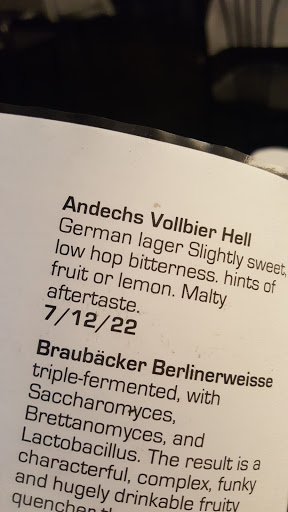 Andechs Vollbier Hell
German lager Slightly sweet,
low hop bitterness. hints of
fruit or lemon. Malty
aftertaste.
7/12/22
Braubäcker Berlinerweisse
triple-fermented, with
Saccharomyces,
Brettanomyces, and
Lactobacillus. The result is a
characterful, complex, funky
and hugely drinkable fruity
quencher